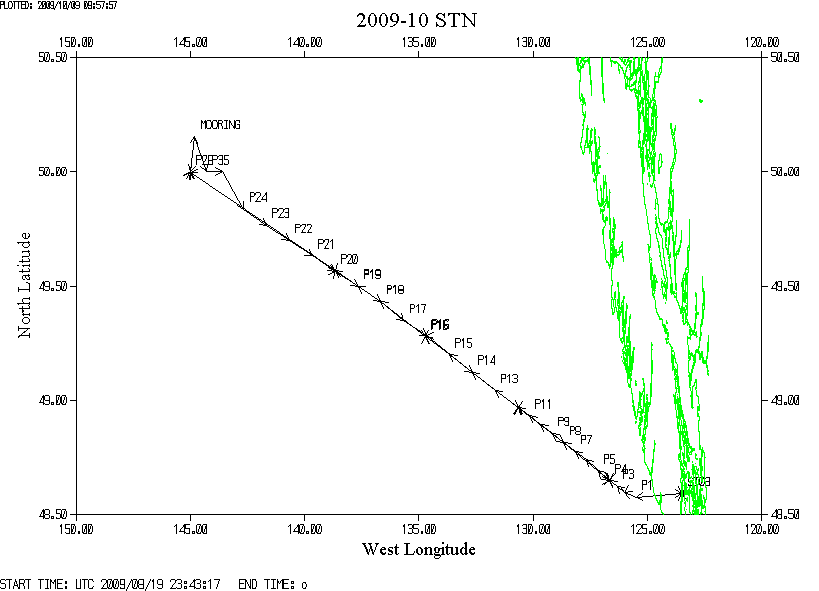 PLOTTED: 2009/10/09 09:57:57
2009-10 STN
150.00 145.00 140.00 135.00 130.00 125.00 120.00
50.50 50.50
MOORING
P35
50.00 50.00
P24
P23
P22
P21
P20
P19
49.50 49.50
P18
P17
P16
P15
P14
P13
49.00 49.00
P11
P9
P8
P7
P5
P4 P3
P1
48.50 48.50
150.00 145.00 140.00 135.00 130.00 125.00 120.00
North Latitude
West Longitude
START TIME: UTC 2009/08/19 23:43:17 END TIME: o